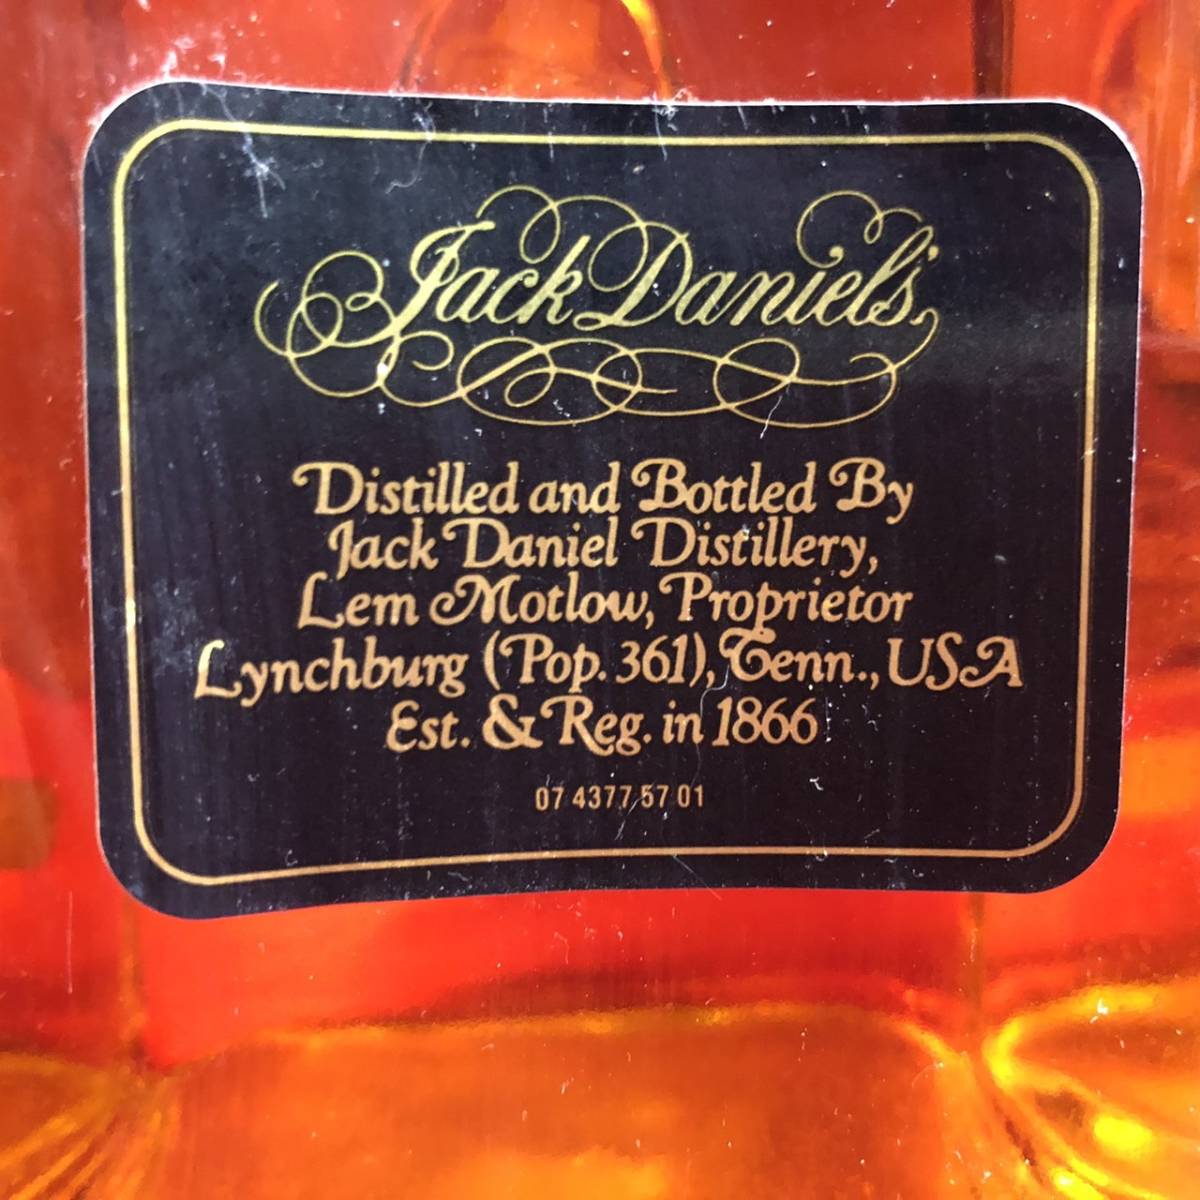 Jack Daniel's
Distilled and Bottled By
Jack Daniel Distillery,
Lem Motlow, Proprietor
Lynchburg (Pop. 361), Tenn., USA
Est. & Reg. in 1866
07 4377 57 01